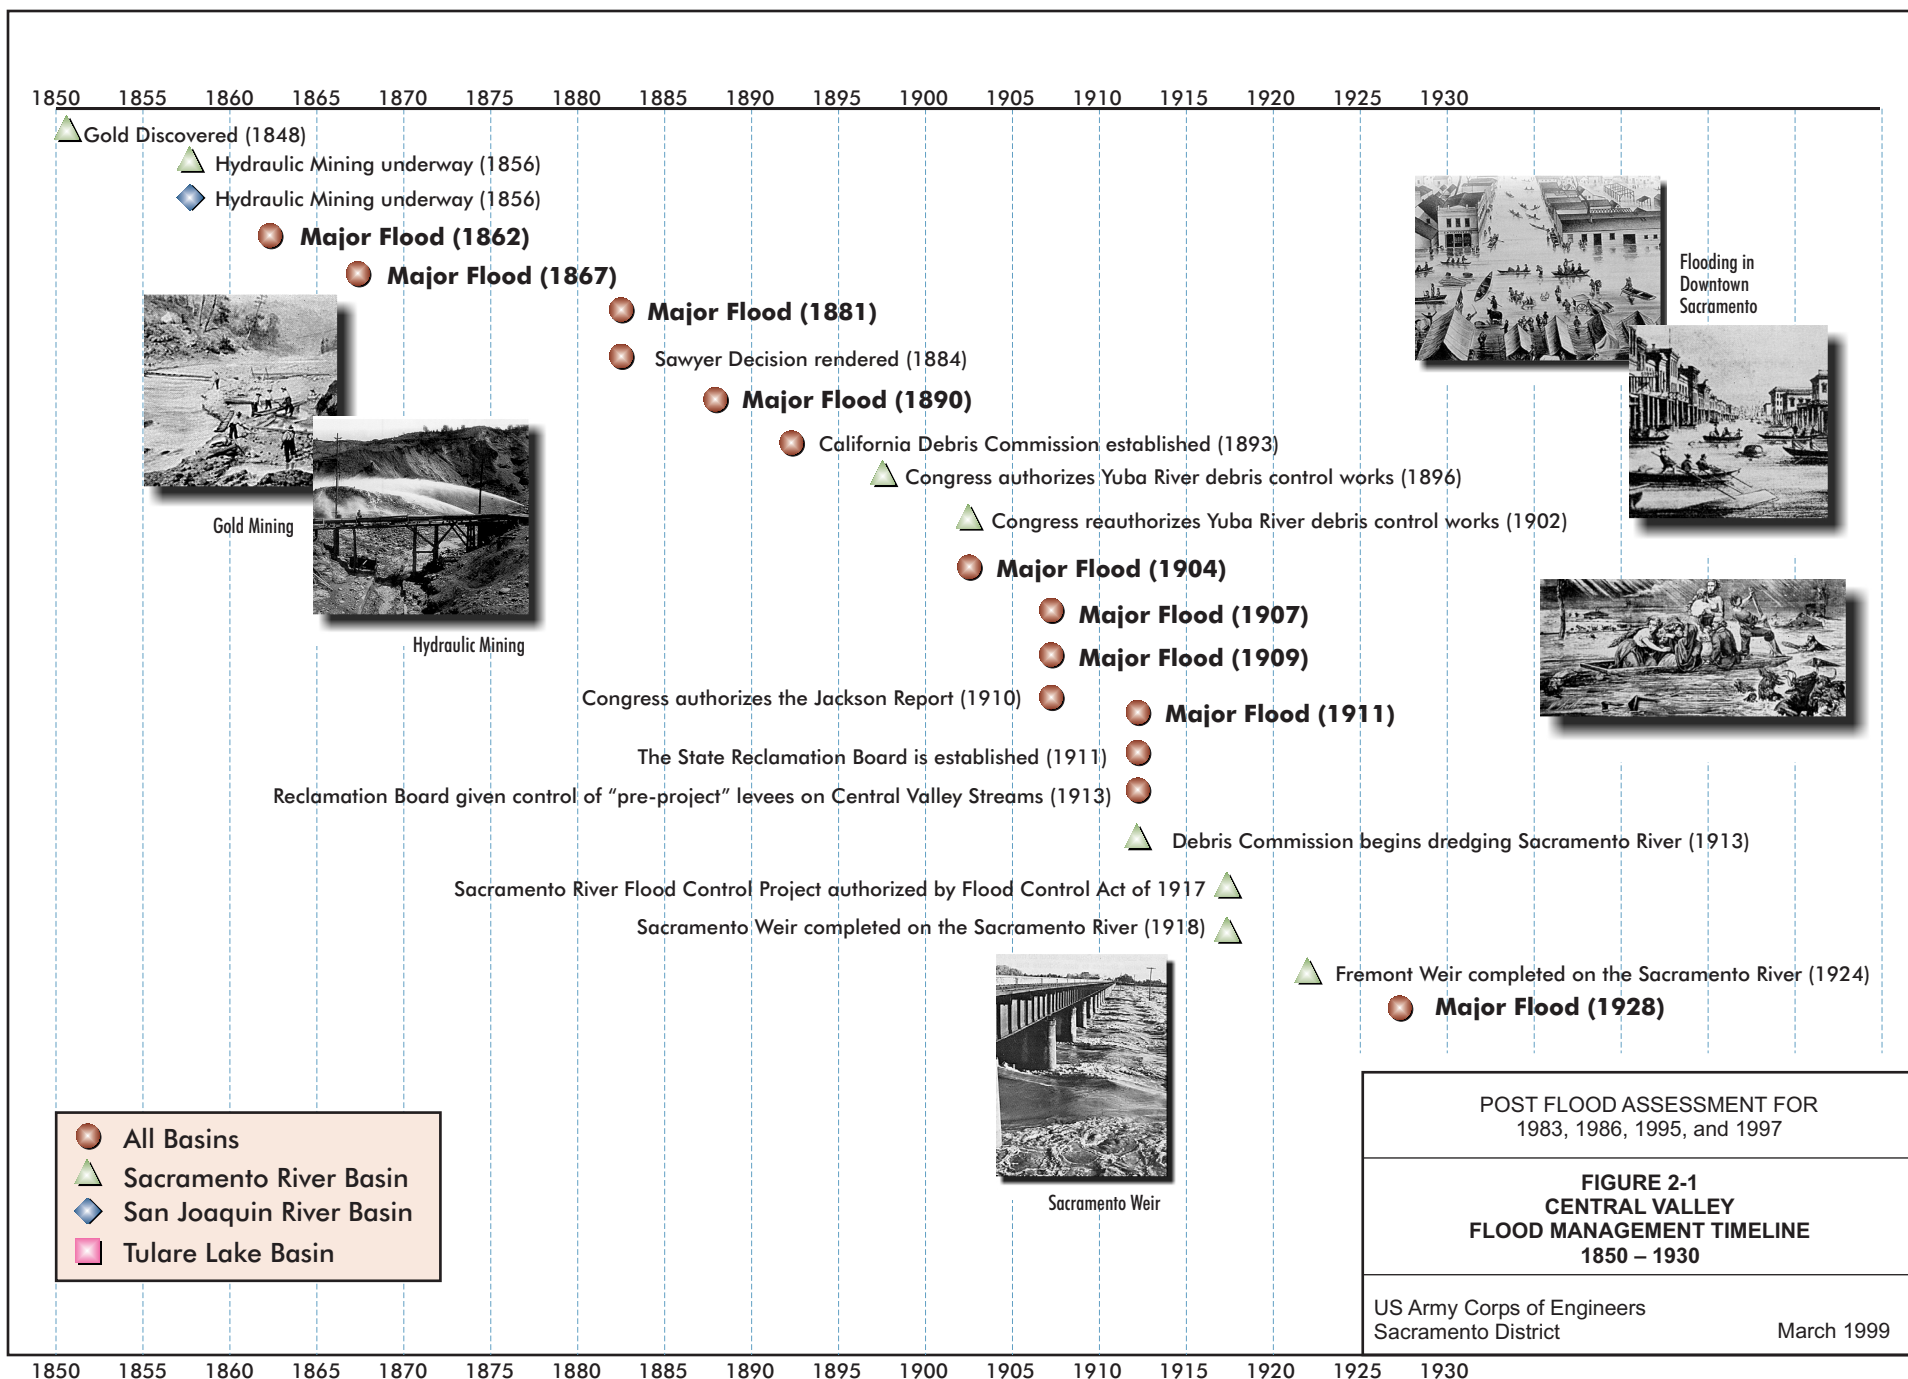 1850 1855 1860 1865 1870 1875 1880 1885 1890 1895 1900 1905 1910 1915 1920 1925 1930
Gold Discovered (1848)
Hydraulic Mining underway (1856)
Hydraulic Mining underway (1856)
Major Flood (1862)
Major Flood (1867)
Flooding in
Downtown
Sacramento
Major Flood (1881)
Sawyer Decision rendered (1884)
Major Flood (1890)
California Debris Commission established (1893)
Congress authorizes Yuba River debris control works (1896)
Congress reauthorizes Yuba River debris control works (1902)
Gold Mining
Major Flood (1904)
Major Flood (1907)
Hydraulic Mining
Major Flood (1909)
Congress authorizes the Jackson Report (1910)
Major Flood (1911)
The State Reclamation Board is established (1911)
Reclamation Board given control of “pre-project” levees on Central Valley Streams (1913)
Debris Commission begins dredging Sacramento River (1913)
Sacramento River Flood Control Project authorized by Flood Control Act of 1917
Sacramento Weir completed on the Sacramento River (1918)
Fremont Weir completed on the Sacramento River (1924)
Major Flood (1928)
Sacramento Weir
All Basins
Sacramento River Basin
San Joaquin River Basin
Tulare Lake Basin
POST FLOOD ASSESSMENT FOR
1983, 1986, 1995, and 1997
FIGURE 2-1
CENTRAL VALLEY
FLOOD MANAGEMENT TIMELINE
1850 – 1930
US Army Corps of Engineers
Sacramento District March 1999
1850 1855 1860 1865 1870 1875 1880 1885 1890 1895 1900 1905 1910 1915 1920 1925 1930